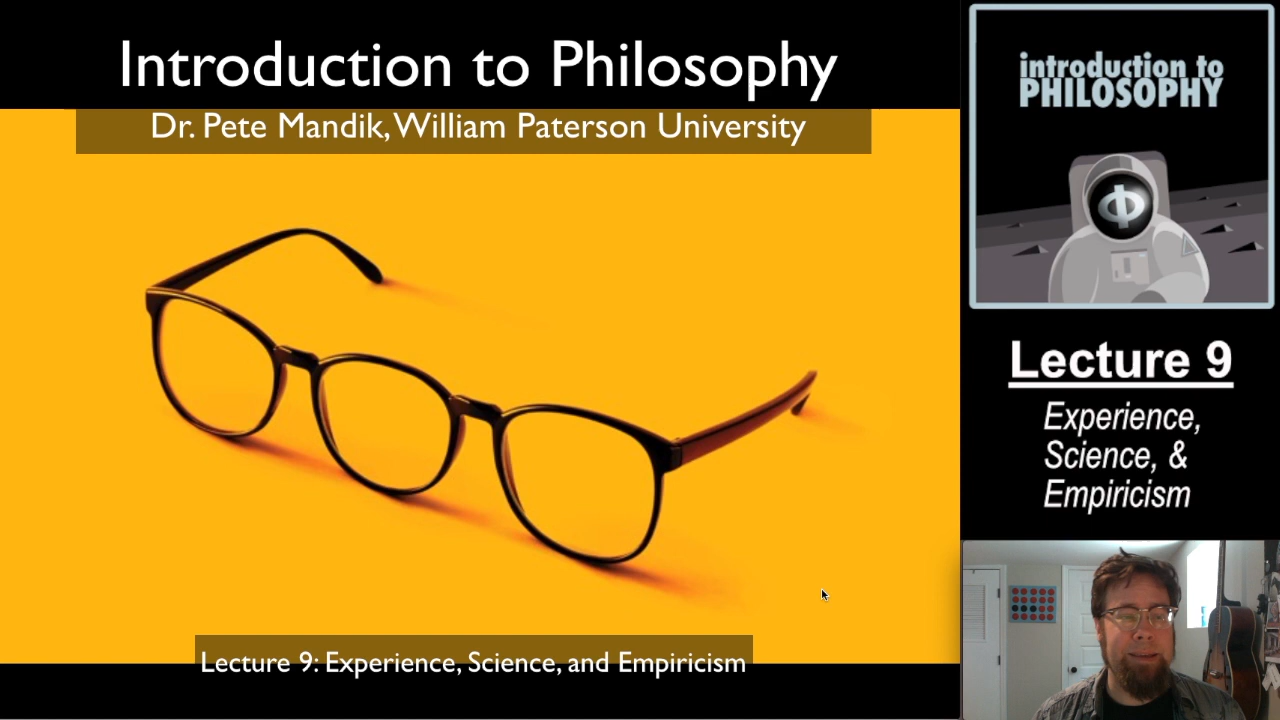 Introduction to Philosophy
Dr. Pete Mandik, William Paterson University
Lecture 9: Experience, Science, and Empiricism
introduction to
PHILOSOPHY
Φ
Lecture 9
Experience,
Science, &
Empiricism